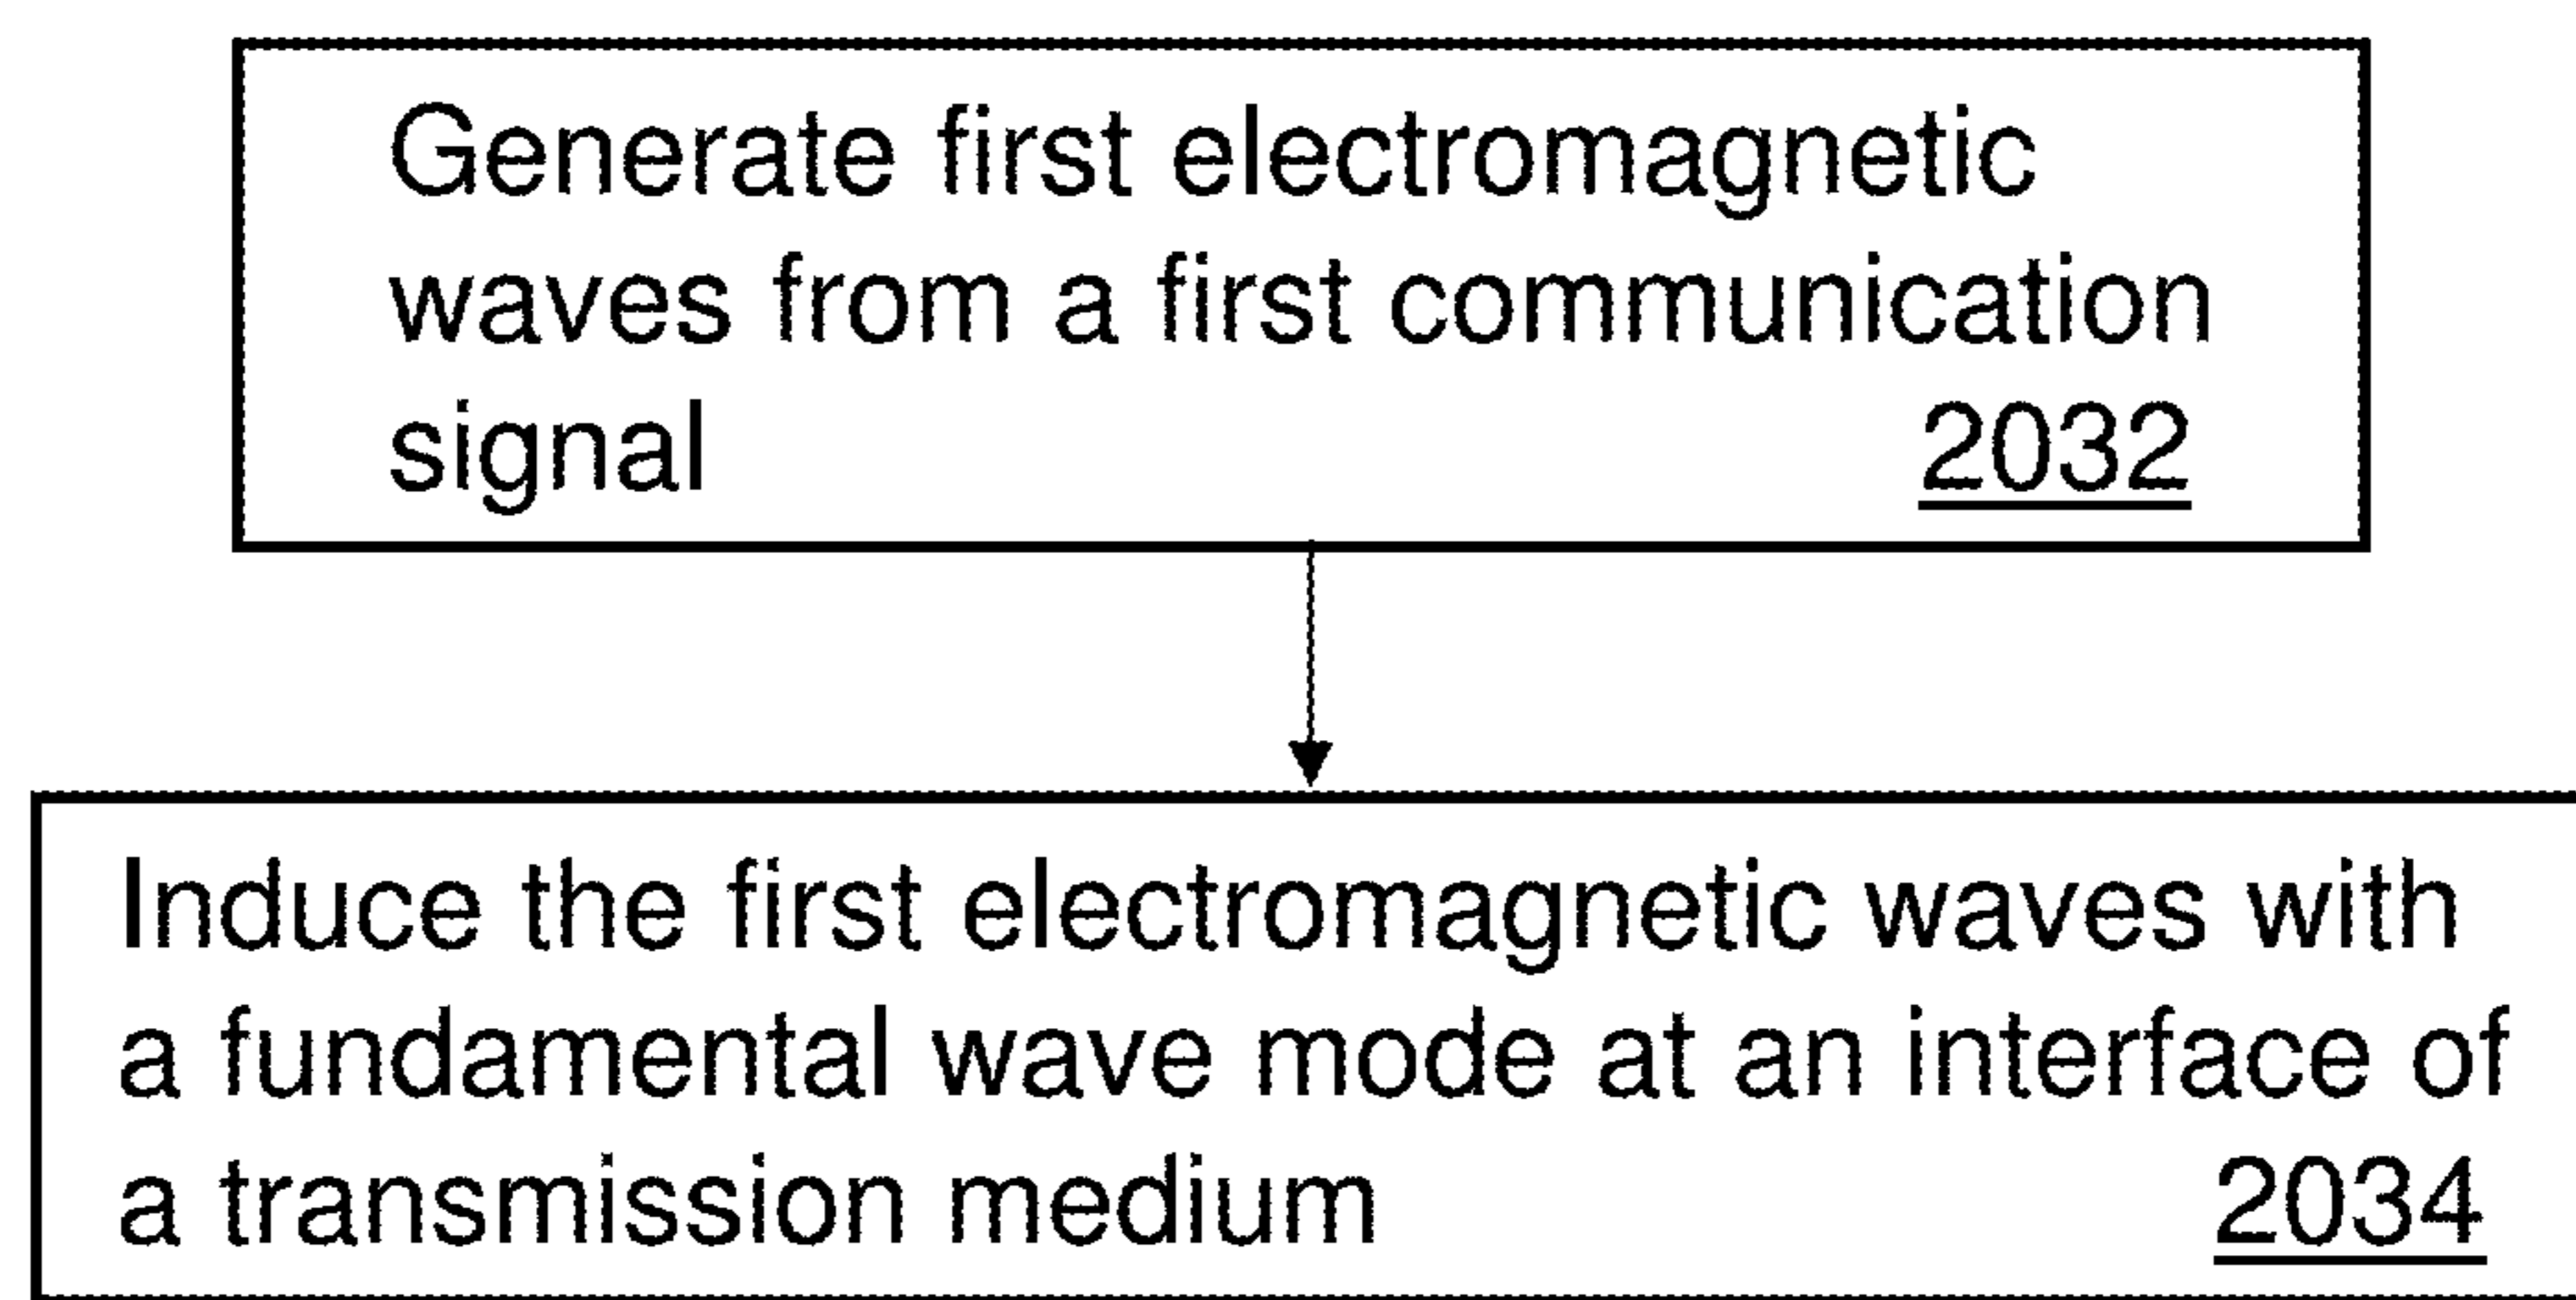 Generate first electromagnetic
waves from a first communication
signal 2032
Induce the first electromagnetic waves with
a fundamental wave mode at an interface of
a transmission medium 2034